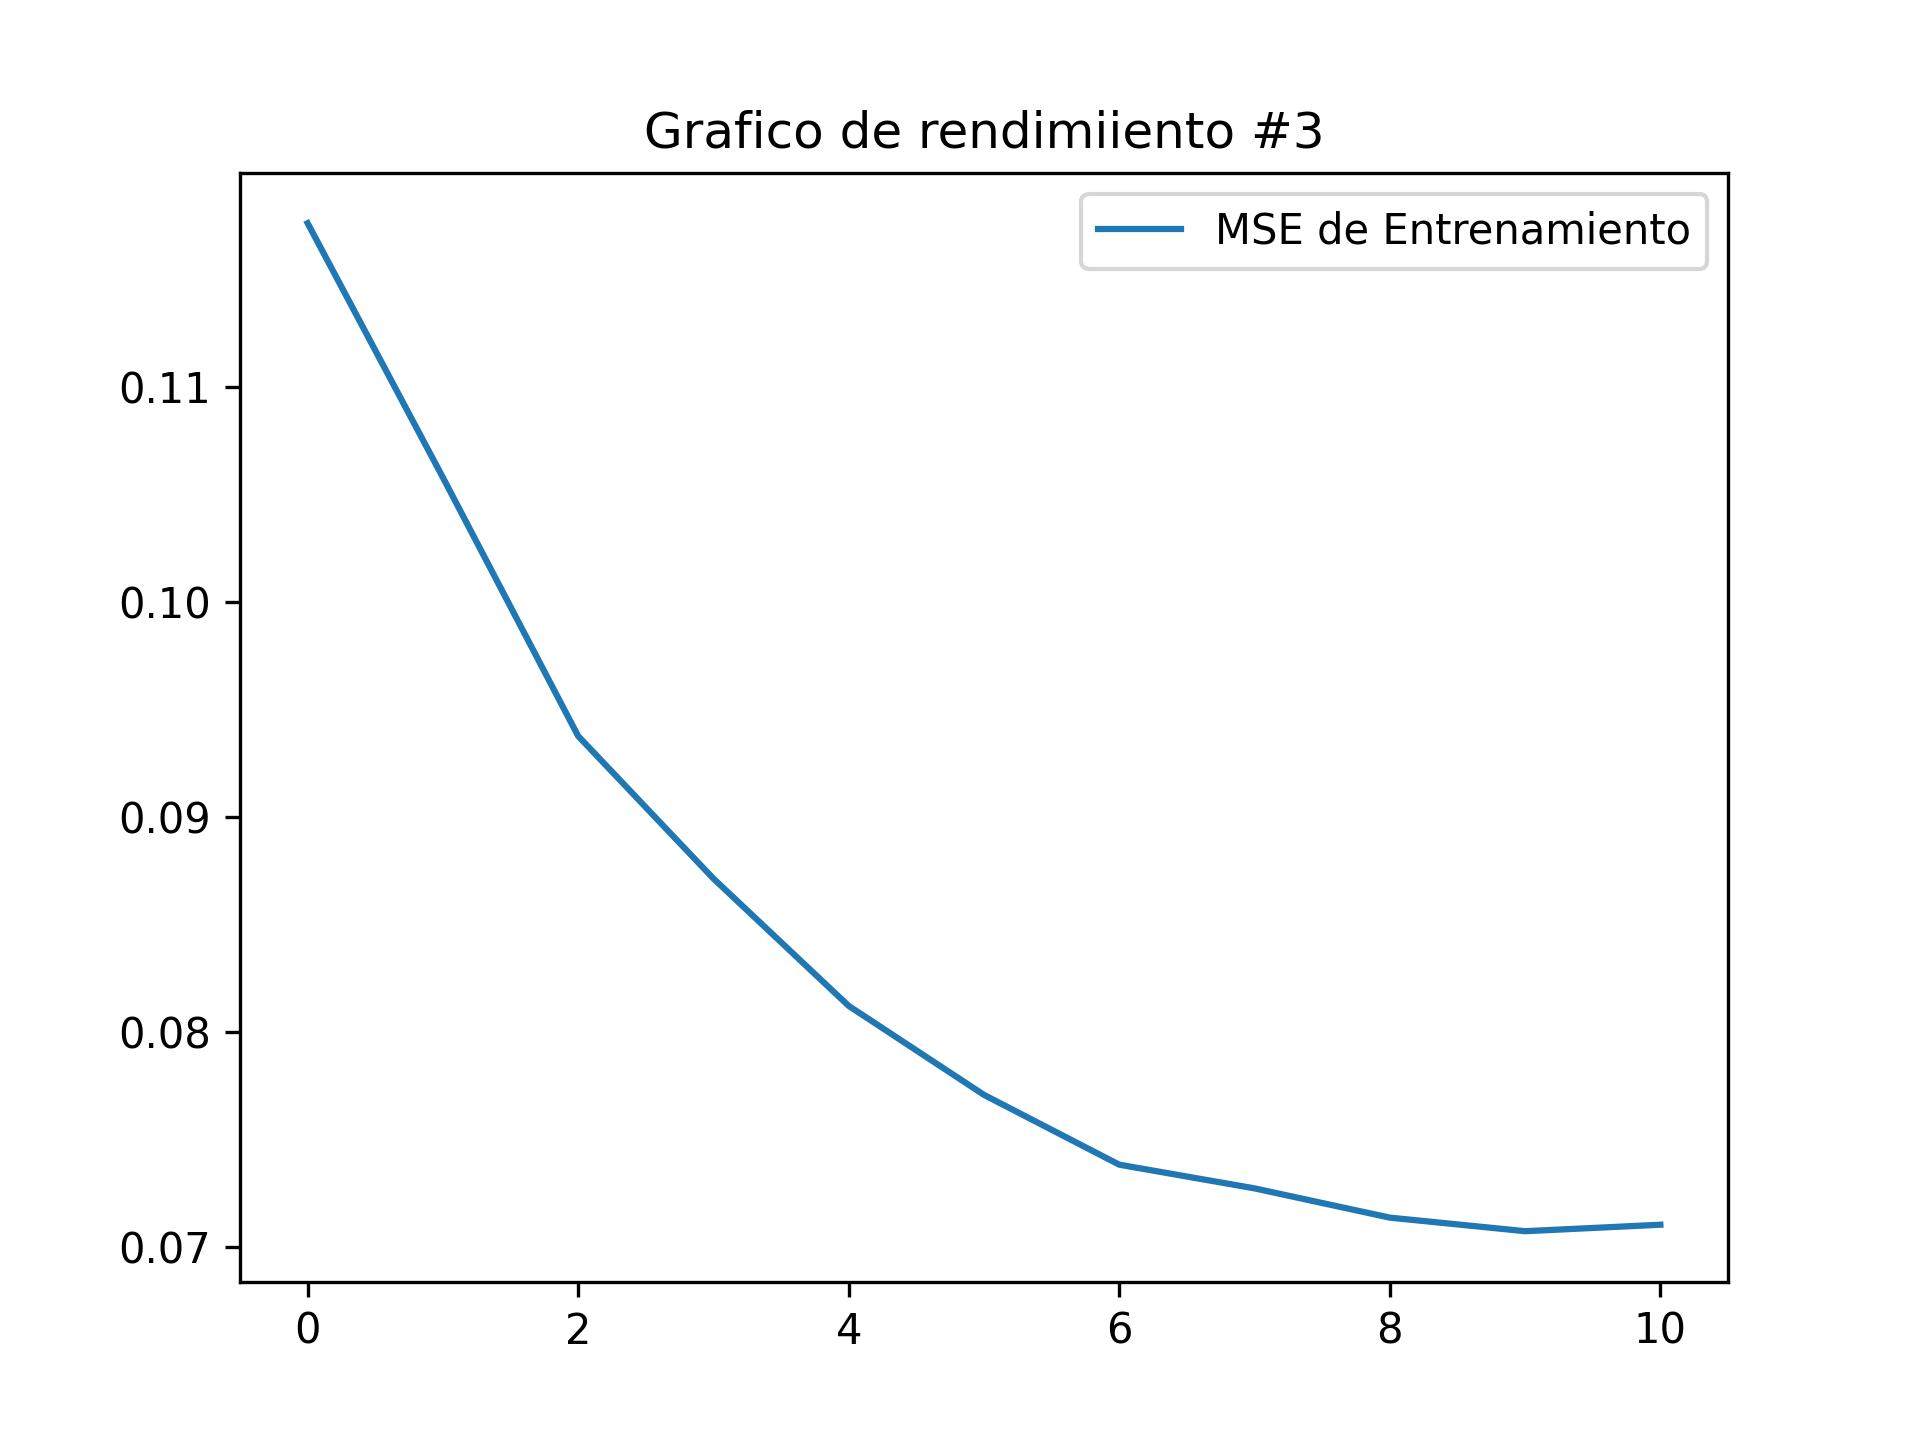 Grafico de rendimiiento #3
MSE de Entrenamiento
0.11
0.10
0.09
0.08
0.07
0 2 4 6 8 10